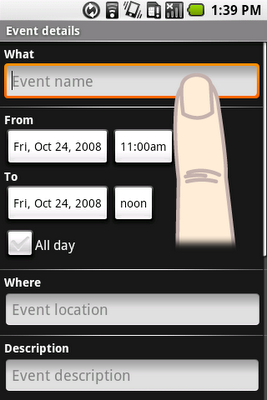 1:39 PM
Event details
What
Event name
From
Fri, Oct 24, 2008 11:00am
To
Fri, Oct 24, 2008 noon
All day
Where
Event location
Description
Event description